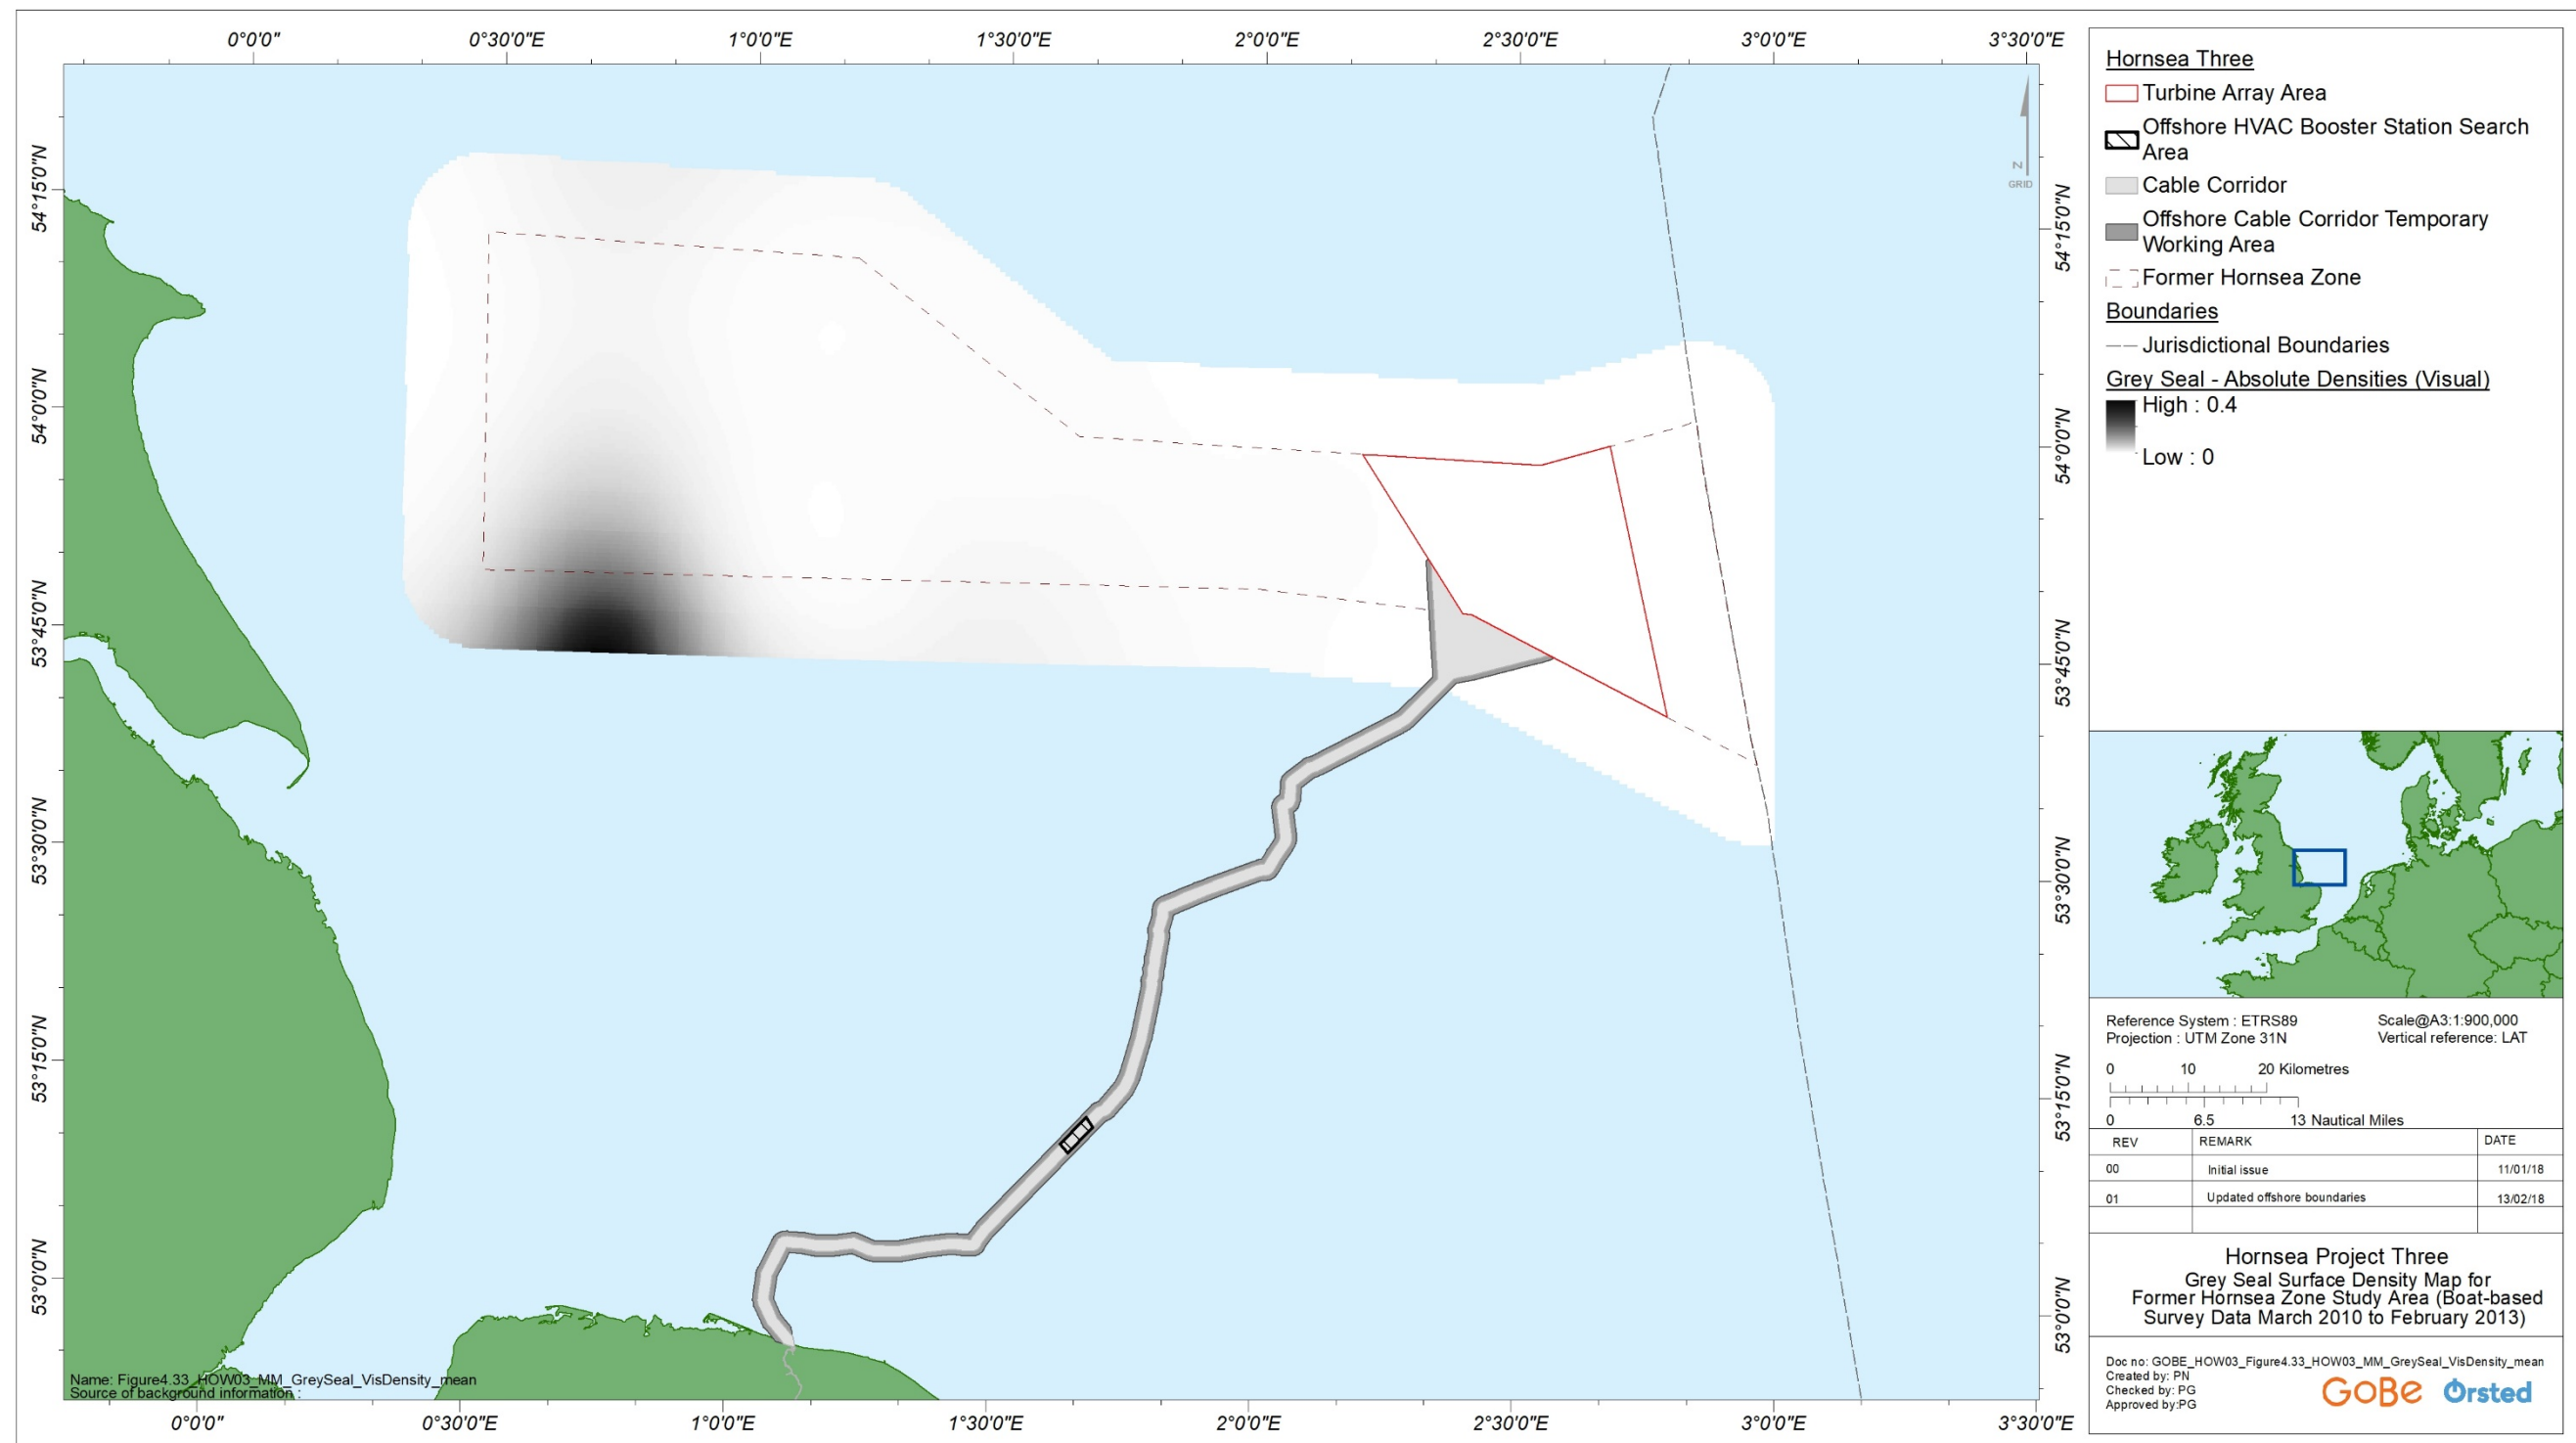 0°0'0" 0°30'0"E 1°0'0"E 1°30'0"E 2°0'0"E 2°30'0"E 3°0'0"E 3°30'0"E
54°15'0"N
54°0'0"N
53°45'0"N
53°30'0"N
53°15'0"N
53°0'0"N
N
GRID
54°15'0"N
54°0'0"N
53°45'0"N
53°30'0"N
53°15'0"N
53°0'0"N
Name: Figure4.33_HOW03_MM_GreySeal_VisDensity_mean
Source of background information :
0°0'0" 0°30'0"E 1°0'0"E 1°30'0"E 2°0'0"E 2°30'0"E 3°0'0"E 3°30'0"E
Hornsea Three
Turbine Array Area
Offshore HVAC Booster Station Search
Area
Cable Corridor
Offshore Cable Corridor Temporary
Working Area
Former Hornsea Zone
Boundaries
Jurisdictional Boundaries
Grey Seal - Absolute Densities (Visual)
High : 0.4
Low : 0
Reference System : ETRS89 Scale@A3:1:900,000
Projection : UTM Zone 31N Vertical reference: LAT
0 10 20 Kilometres
0 6.5 13 Nautical Miles
REV REMARK DATE
00 Initial issue 11/01/18
01 Updated offshore boundaries 13/02/18
Hornsea Project Three
Grey Seal Surface Density Map for
Former Hornsea Zone Study Area (Boat-based
Survey Data March 2010 to February 2013)
Doc no: GOBE_HOW03_Figure4.33_HOW03_MM_GreySeal_VisDensity_mean
Created by: PN
Checked by: PG
Approved by:PG
GoBe Ørsted